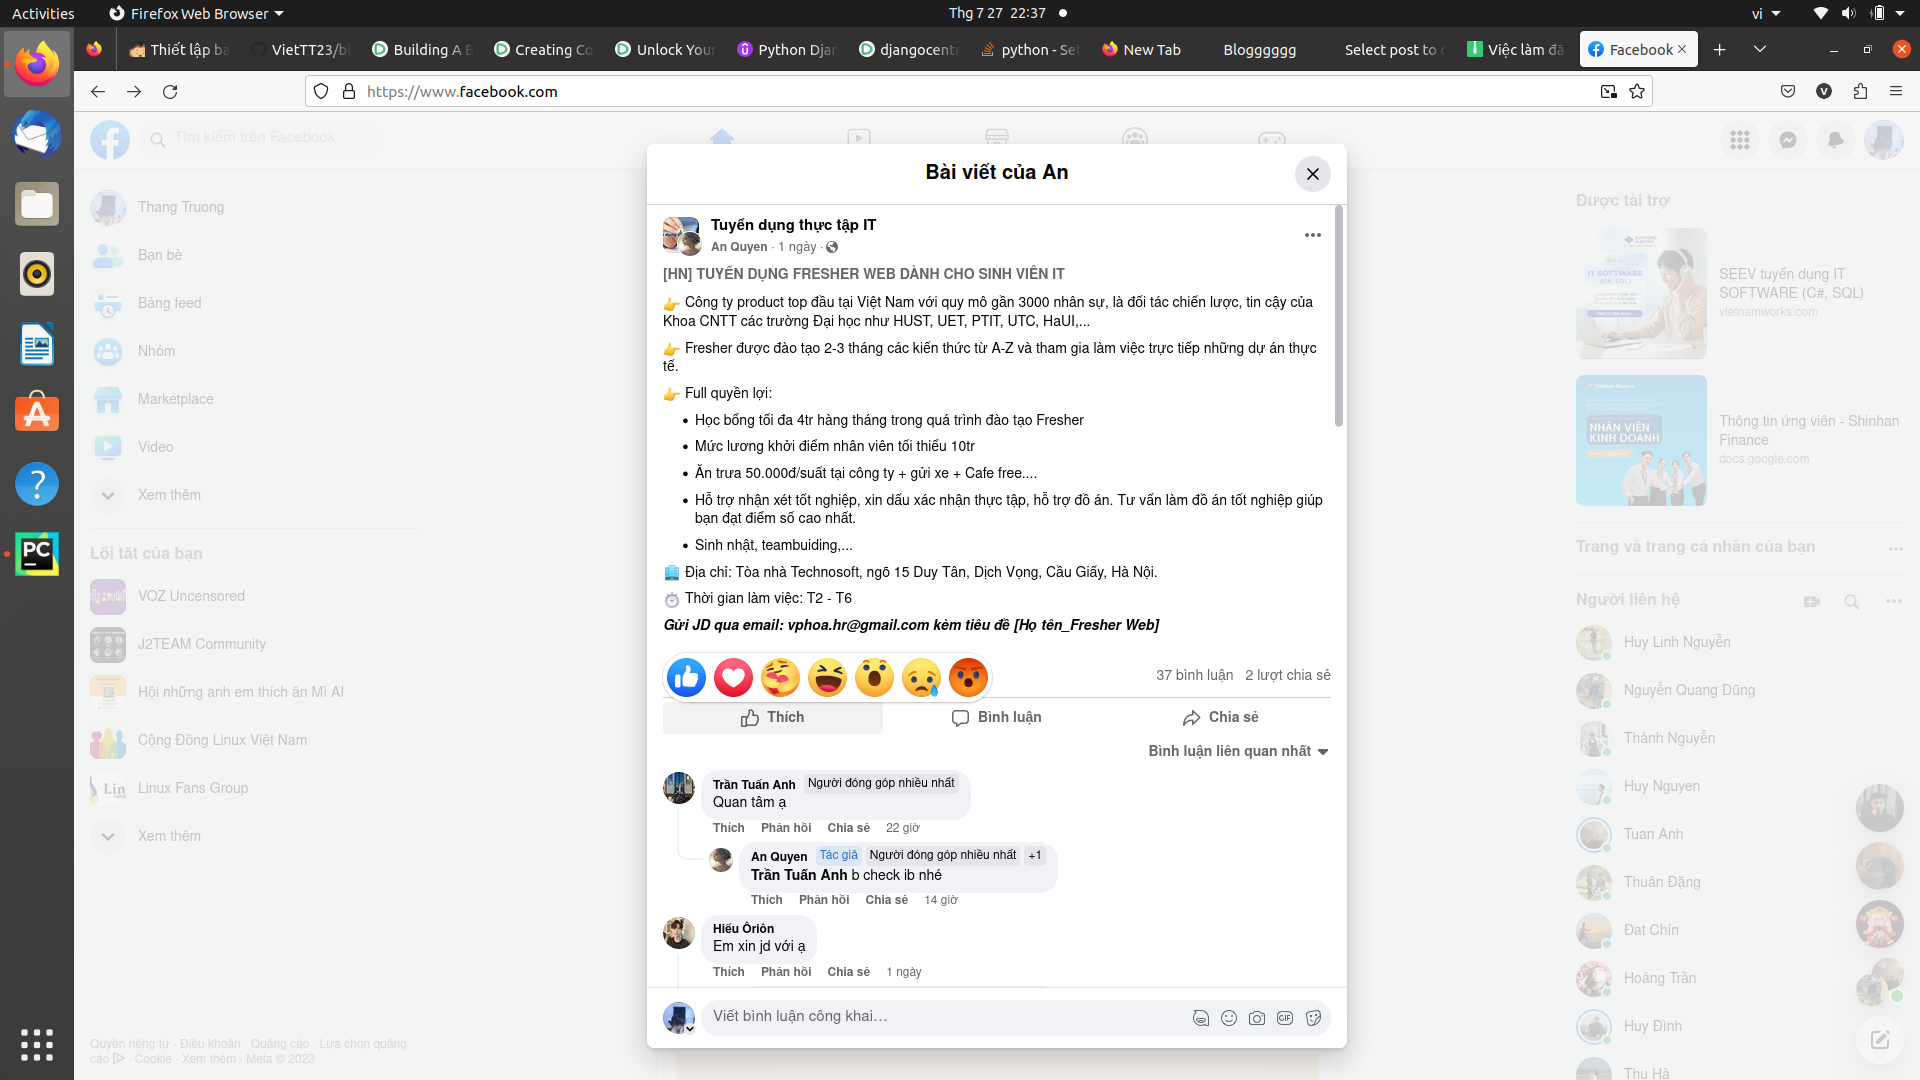 Activities
Firefox Web Browser
Thg 7 27 22:37
vi
Thiết lập ba
VietTT23/bl
Building A B
Creating Co
Unlock Your
Python Djan
djangocent
python - Set
New Tab
Blogggggg
Select post to c
Việc làm đã
Facebook
https://www.facebook.com
V
Tìm kiếm trên Facebook
Thang Truong
Bạn bè
Bảng feed
Nhóm
Marketplace
Video
Xem thêm
Lối tắt của bạn
VOZ Uncensored
J2TEAM Community
Hội những anh em thích ăn Mì AI
Cộng Đồng Linux Việt Nam
Lin
Linux Fans Group
Xem thêm
Quyền riêng tư · Điều khoản · Quảng cáo · Lựa chọn quảng
cáo · Cookie · Xem thêm · Meta © 2023
PC
Bài viết của An
Tuyển dụng thực tập IT
An Quyen · 1 ngày ·
[HN] TUYỂN DỤNG FRESHER WEB DÀNH CHO SINH VIÊN IT
👉 Công ty product top đầu tại Việt Nam với quy mô gần 3000 nhân sự, là đối tác chiến lược, tin cậy của
Khoa CNTT các trường Đại học như HUST, UET, PTIT, UTC, HaUI,...
👉 Fresher được đào tạo 2-3 tháng các kiến thức từ A-Z và tham gia làm việc trực tiếp những dự án thực
tế.
👉 Full quyền lợi:
• Học bổng tối đa 4tr hàng tháng trong quá trình đào tạo Fresher
• Mức lương khởi điểm nhân viên tối thiểu 10tr
• Ăn trưa 50.000đ/suất tại công ty + gửi xe + Cafe free....
• Hỗ trợ nhận xét tốt nghiệp, xin dấu xác nhận thực tập, hỗ trợ đồ án. Tư vấn làm đồ án tốt nghiệp giúp
bạn đạt điểm số cao nhất.
• Sinh nhật, teambuiding,...
🏢 Địa chỉ: Tòa nhà Technosoft, ngõ 15 Duy Tân, Dịch Vọng, Cầu Giấy, Hà Nội.
⏱ Thời gian làm việc: T2 - T6
Gửi JD qua email: vphoa.hr@gmail.com kèm tiêu đề [Họ tên_Fresher Web]
37 bình luận 2 lượt chia sẻ
Thích
Bình luận
Chia sẻ
Bình luận liên quan nhất
Trần Tuấn Anh Người đóng góp nhiều nhất
Quan tâm ạ
Thích Phản hồi Chia sẻ 22 giờ
An Quyen Tác giả Người đóng góp nhiều nhất +1
Trần Tuấn Anh b check ib nhé
Thích Phản hồi Chia sẻ 14 giờ
Hiếu Ôriôn
Em xin jd với ạ
Thích Phản hồi Chia sẻ 1 ngày
Viết bình luận công khai…
GIF
Được tài trợ
IT SOFTWARE
(C#, SQL)
SEEV tuyển dụng IT
SOFTWARE (C#, SQL)
vietnamworks.com
Shinhan Finance
NHÂN VIÊN
KINH DOANH
Thông tin ứng viên - Shinhan
Finance
docs.google.com
Trang và trang cá nhân của bạn
Người liên hệ
Huy Linh Nguyễn
Nguyễn Quang Dũng
Thành Nguyễn
Huy Nguyen
Tuan Anh
Thuân Đặng
Đat Chín
Hoàng Trần
Huy Đình
Thu Hà